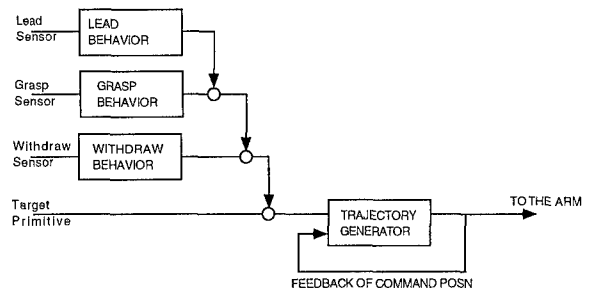 Lead
Sensor
LEAD
BEHAVIOR
Grasp
Sensor
GRASP
BEHAVIOR
Withdraw
Sensor
WITHDRAW
BEHAVIOR
Target
Primitive
TRAJECTORY
GENERATOR
TO THE ARM
FEEDBACK OF COMMAND POSN